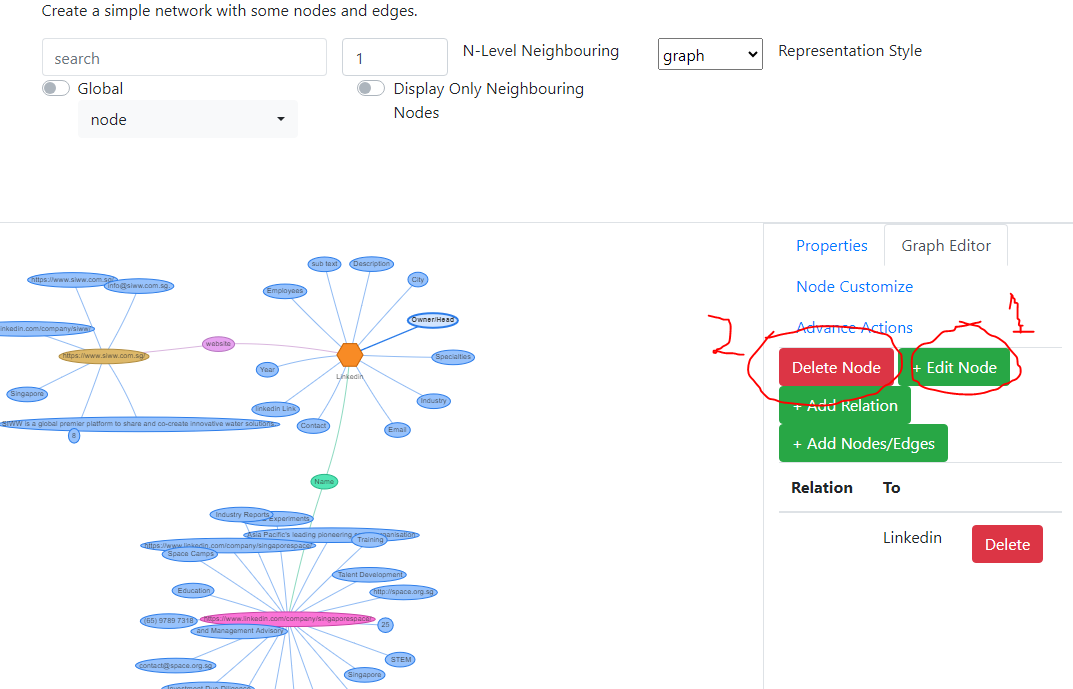 Create a simple network with some nodes and edges.
search
1
N-Level Neighbouring
graph
Representation Style
Global
Display Only Neighbouring
Nodes
node
Properties
Graph Editor
Node Customize
Advance Actions
1
2
Delete Node
+ Edit Node
+ Add Relation
+ Add Nodes/Edges
Relation
To
Linkedin
Delete
sub text
Description
https://www.siww.com.sg/
info@siww.com.sg
City
Employees
Owner/Head
linkedin.com/company/siww/
website
https://www.siww.com.sg/
Specialties
Year
Linkedin
Singapore
Industry
linkedin Link
SIWW is a global premier platform to share and co-create innovative water solutions
Contact
Email
8
Name
Industry Reports
Experiments
Asia Pacific's leading pioneering organisation
Training
https://www.linkedin.com/company/singaporespace/
Space Camps
Talent Development
Education
http://space.org.sg
(65) 9789 7318
https://www.linkedin.com/company/singaporespace/
25
and Management Advisory
STEM
contact@space.org.sg
Singapore
Investment Due Diligence